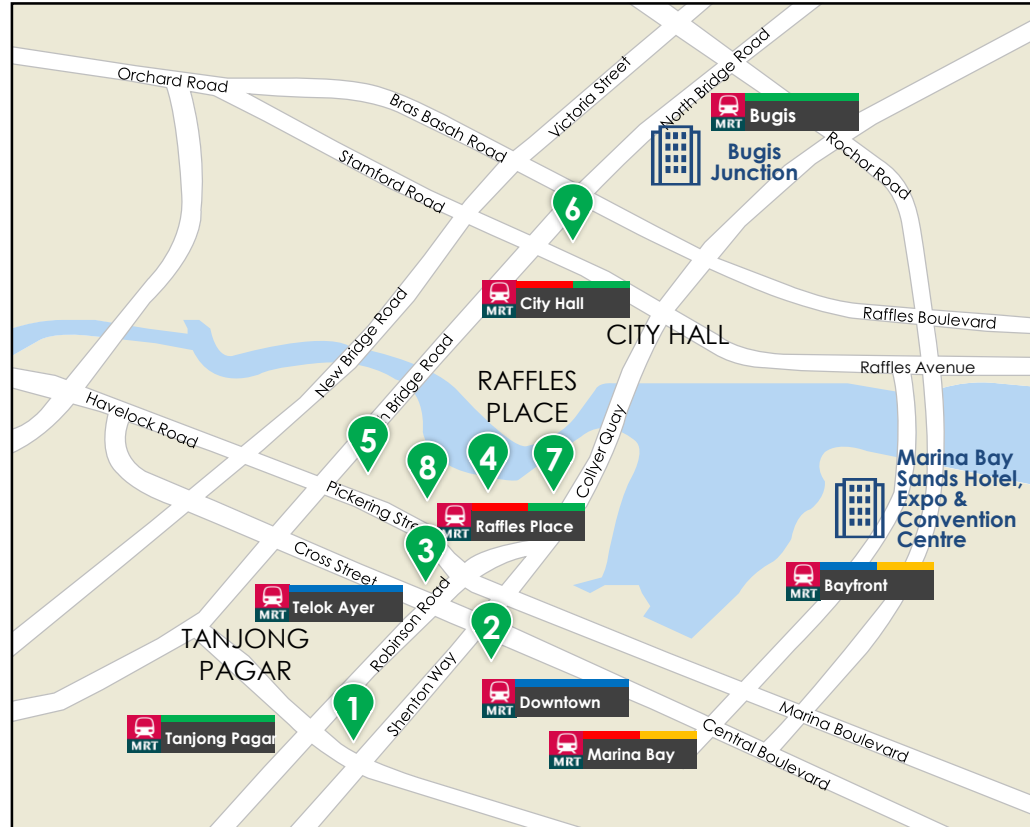 Orchard Road
Bras Basah Road
Victoria Street
North Bridge Road
MRT
Bugis
Bugis
Junction
Rochor Road
Stamford Road
6
MRT
City Hall
CITY HALL
Raffles Boulevard
Raffles Avenue
New Bridge Road
h Bridge Road
RAFFLES
PLACE
Havelock Road
5
8
4
7
Collyer Quay
Marina Bay
Sands Hotel,
Expo &
Convention
Centre
Pickering Stre
MRT
Raffles Place
3
Cross Street
MRT
Bayfront
MRT
Telok Ayer
Robinson Road
2
TANJONG
PAGAR
Shenton Way
1
MRT
Downtown
MRT
Tanjong Pagar
MRT
Marina Bay
Marina Boulevard
Central Boulevard